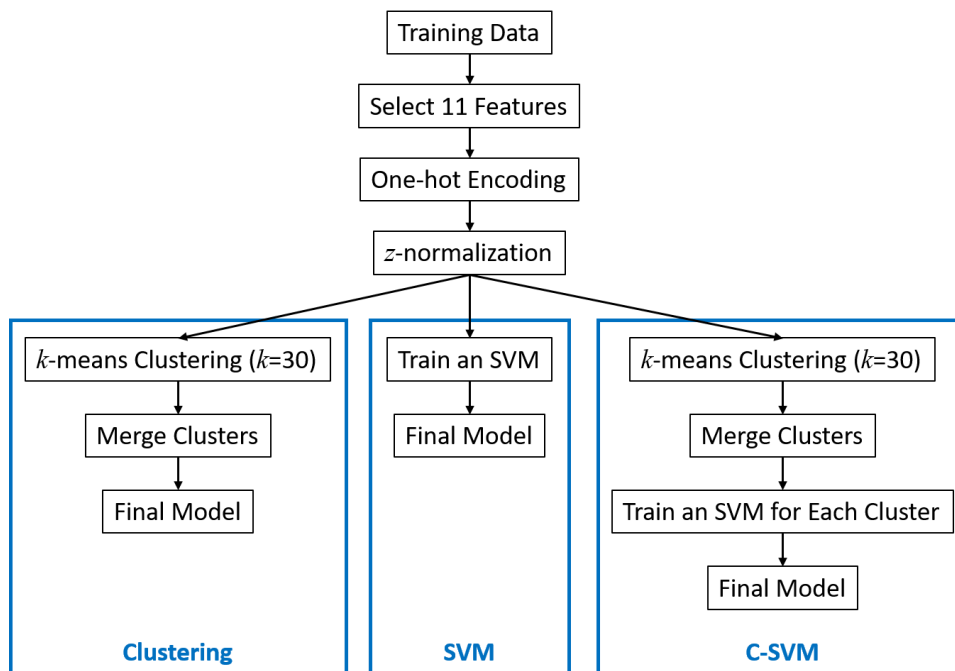 Training Data
Select 11 Features
One-hot Encoding
z-normalization
k-means Clustering (k=30)
Merge Clusters
Final Model
Clustering
Train an SVM
Final Model
SVM
k-means Clustering (k=30)
Merge Clusters
Train an SVM for Each Cluster
Final Model
C-SVM